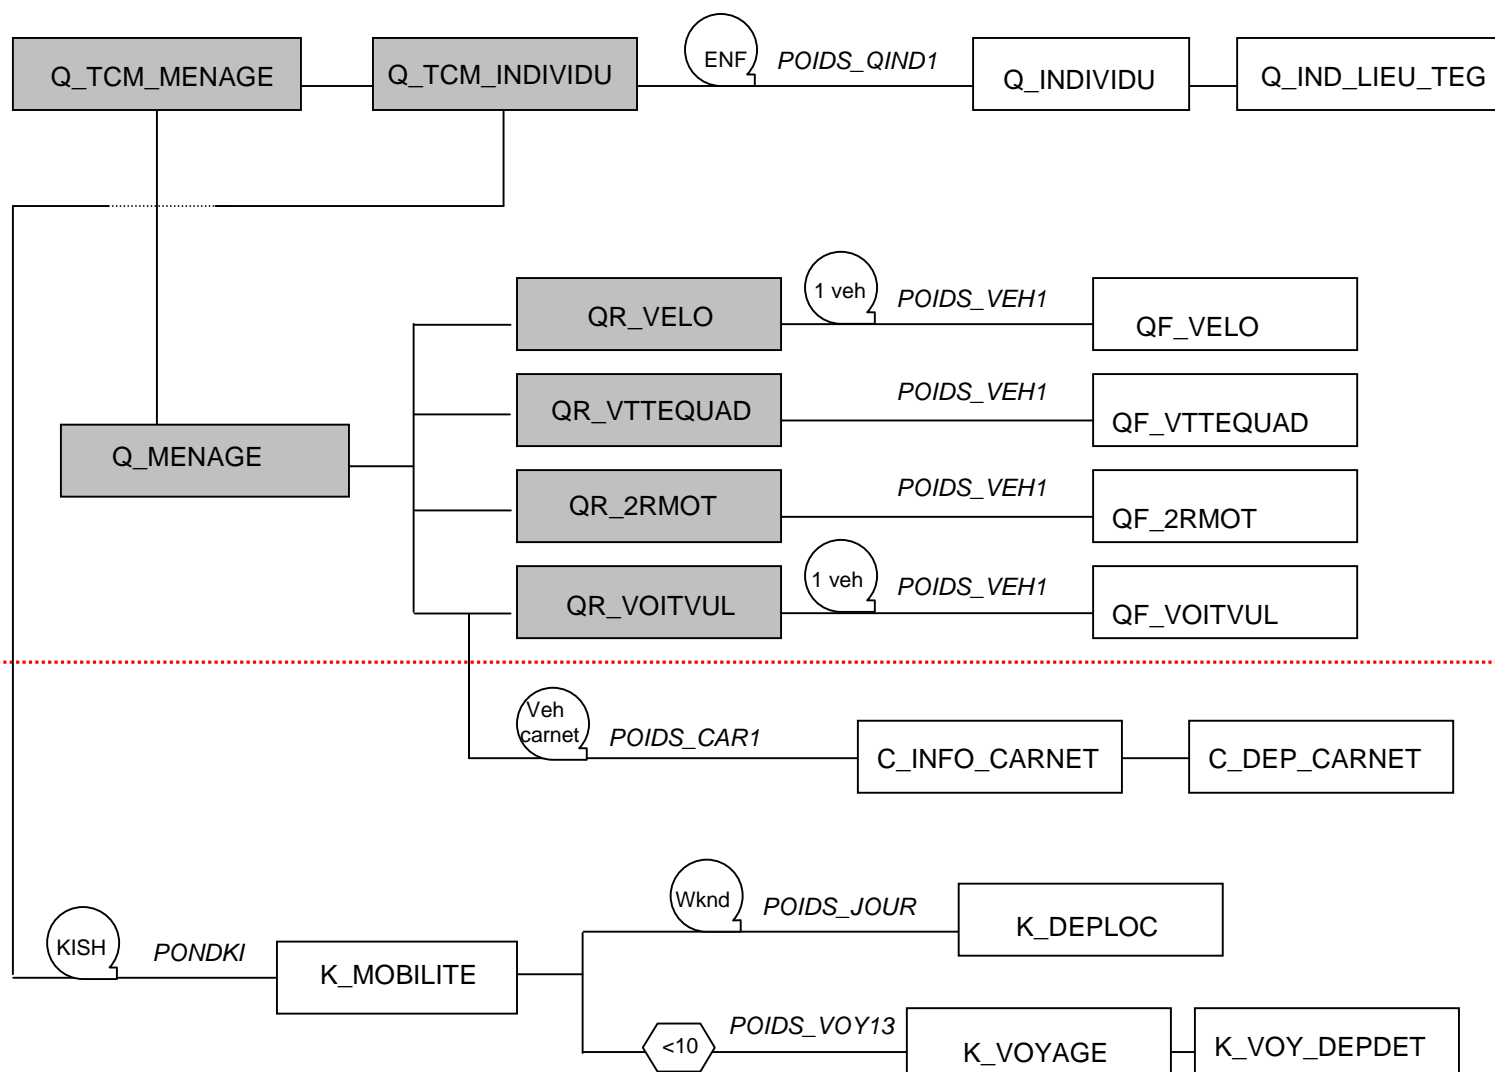 Q_TCM_MENAGE
Q_TCM_INDIVIDU
ENF
POIDS_QIND1
Q_INDIVIDU
Q_IND_LIEU_TEG
QR_VELO
1 veh
POIDS_VEH1
QF_VELO
QR_VTTEQUAD
POIDS_VEH1
QF_VTTEQUAD
Q_MENAGE
QR_2RMOT
POIDS_VEH1
QF_2RMOT
QR_VOITVUL
1 veh
POIDS_VEH1
QF_VOITVUL
Veh
carnet
POIDS_CAR1
C_INFO_CARNET
C_DEP_CARNET
Wknd
POIDS_JOUR
K_DEPLOC
KISH
PONDKI
K_MOBILITE
<10
POIDS_VOY13
K_VOYAGE
K_VOY_DEPDET